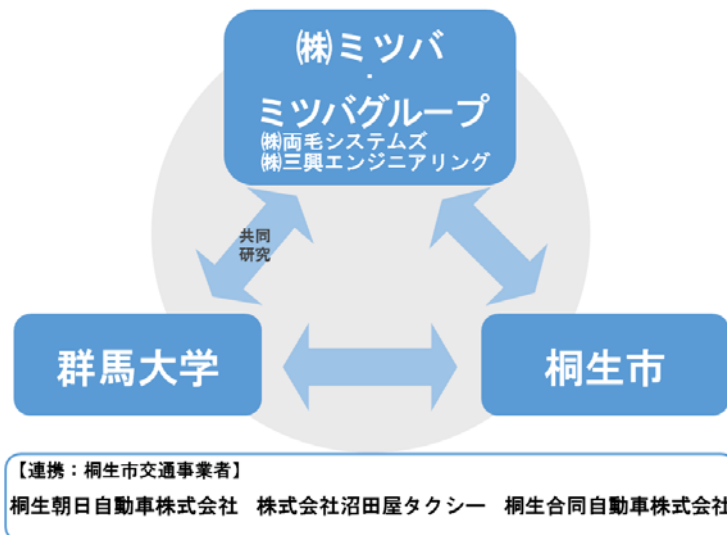 ㈱ミツバ
・
ミツバグループ
㈱両毛システムズ
㈱三興エンジニアリング
共同
研究
群馬大学
桐生市
【連携：桐生市交通事業者】
桐生朝日自動車株式会社　株式会社沼田屋タクシー　桐生合同自動車株式会社